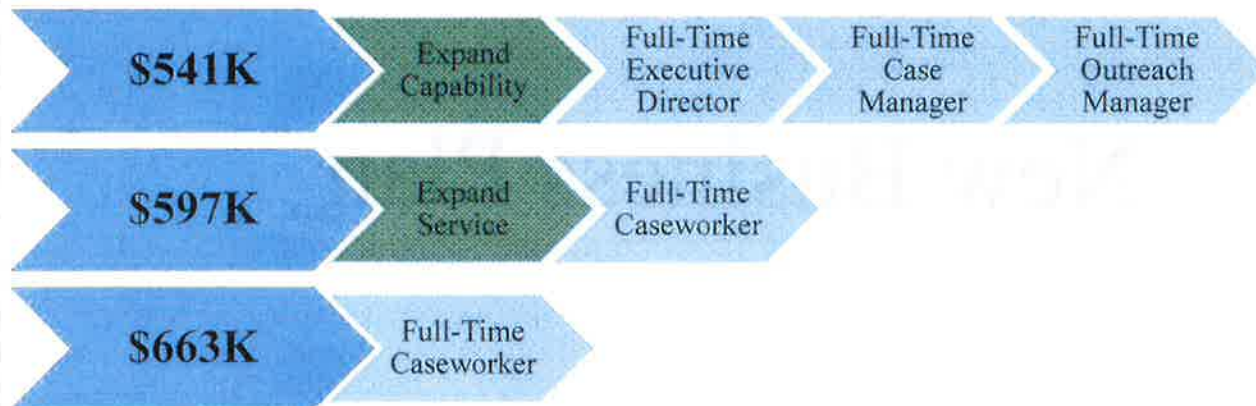 $541K
Expand
Capability
Full-Time
Executive
Director
Full-Time
Case
Manager
Full-Time
Outreach
Manager
$597K
Expand
Service
Full-Time
Caseworker
$663K
Full-Time
Caseworker